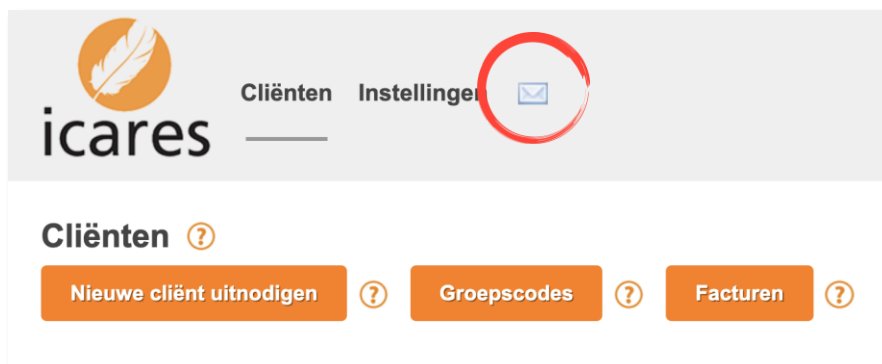 icares
Cliënten Instellingen
Cliënten ?
Nieuwe cliënt uitnodigen ? Groepscodes ? Facturen ?